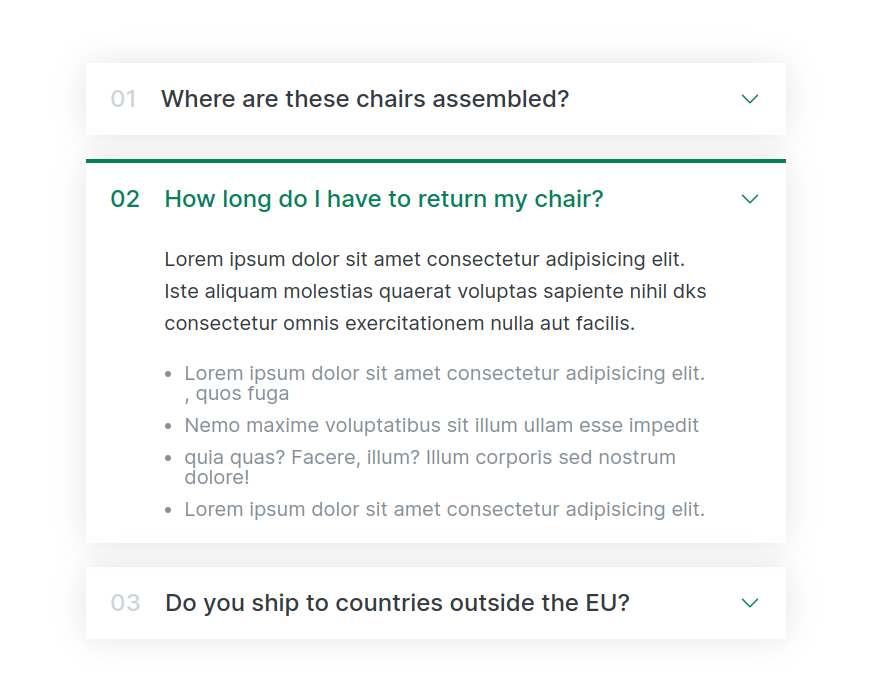 01 Where are these chairs assembled?
02 How long do I have to return my chair?
Lorem ipsum dolor sit amet consectetur adipisicing elit.
Iste aliquam molestias quaerat voluptas sapiente nihil dks
consectetur omnis exercitationem nulla aut facilis.
• Lorem ipsum dolor sit amet consectetur adipisicing elit.
, quos fuga
• Nemo maxime voluptatibus sit illum ullam esse impedit
• quia quas? Facere, illum? Illum corporis sed nostrum
dolore!
• Lorem ipsum dolor sit amet consectetur adipisicing elit.
03 Do you ship to countries outside the EU?